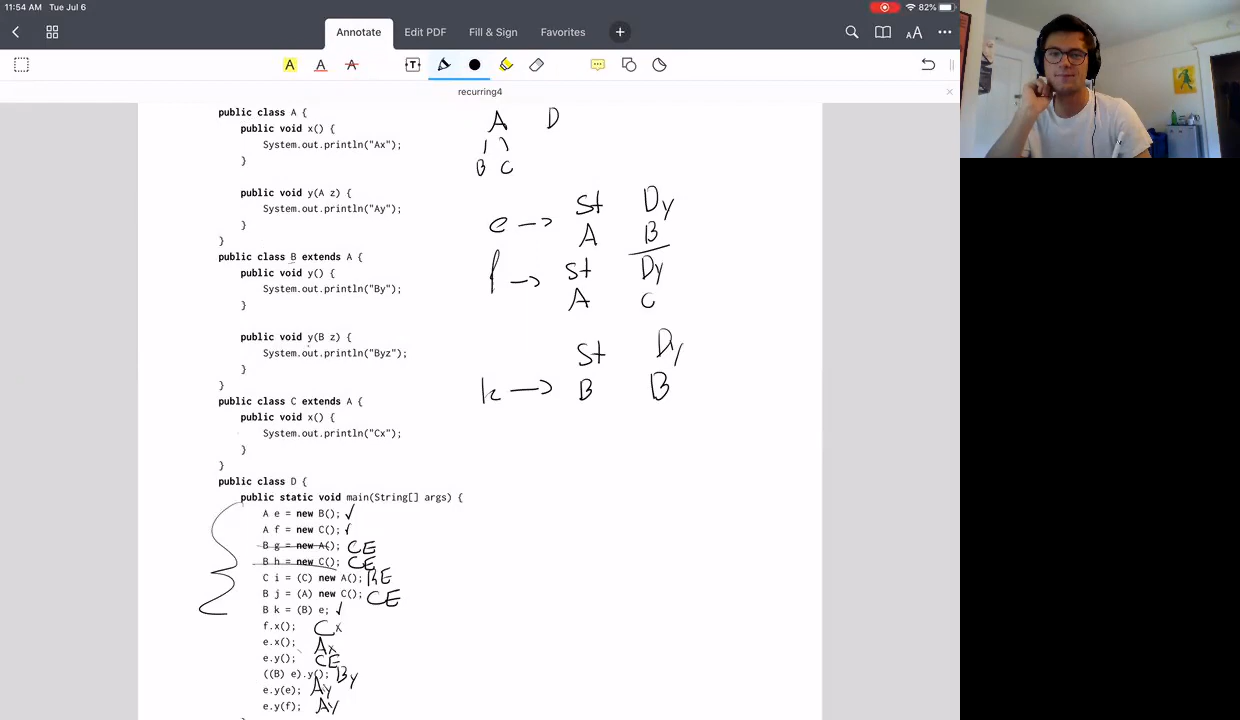 11:54 AM Tue Jul 6
82%
Annotate Edit PDF Fill & Sign Favorites
recurring4
public class A {
public void x() {
System.out.println("Ax");
}
public void y(A z) {
System.out.println("Ay");
}
}
public class B extends A {
public void y() {
System.out.println("By");
}
public void y(B z) {
System.out.println("Byz");
}
}
public class C extends A {
public void x() {
System.out.println("Cx");
}
}
public class D {
public static void main(String[] args) {
A e = new B(); ✓
A f = new C(); ✓
B g = new A(); CE
B h = new C(); CE
C i = (C) new A(); RE
B j = (A) new C(); CE
B k = (B) e; ✓
f.x(); Cx
e.x(); Ax
e.y(); CE
((B) e).y(); By
e.y(e); Ay
e.y(f); Ay
A D
B C
St Dy
e → A B
St Dy
f → A C
St Dy
k → B B